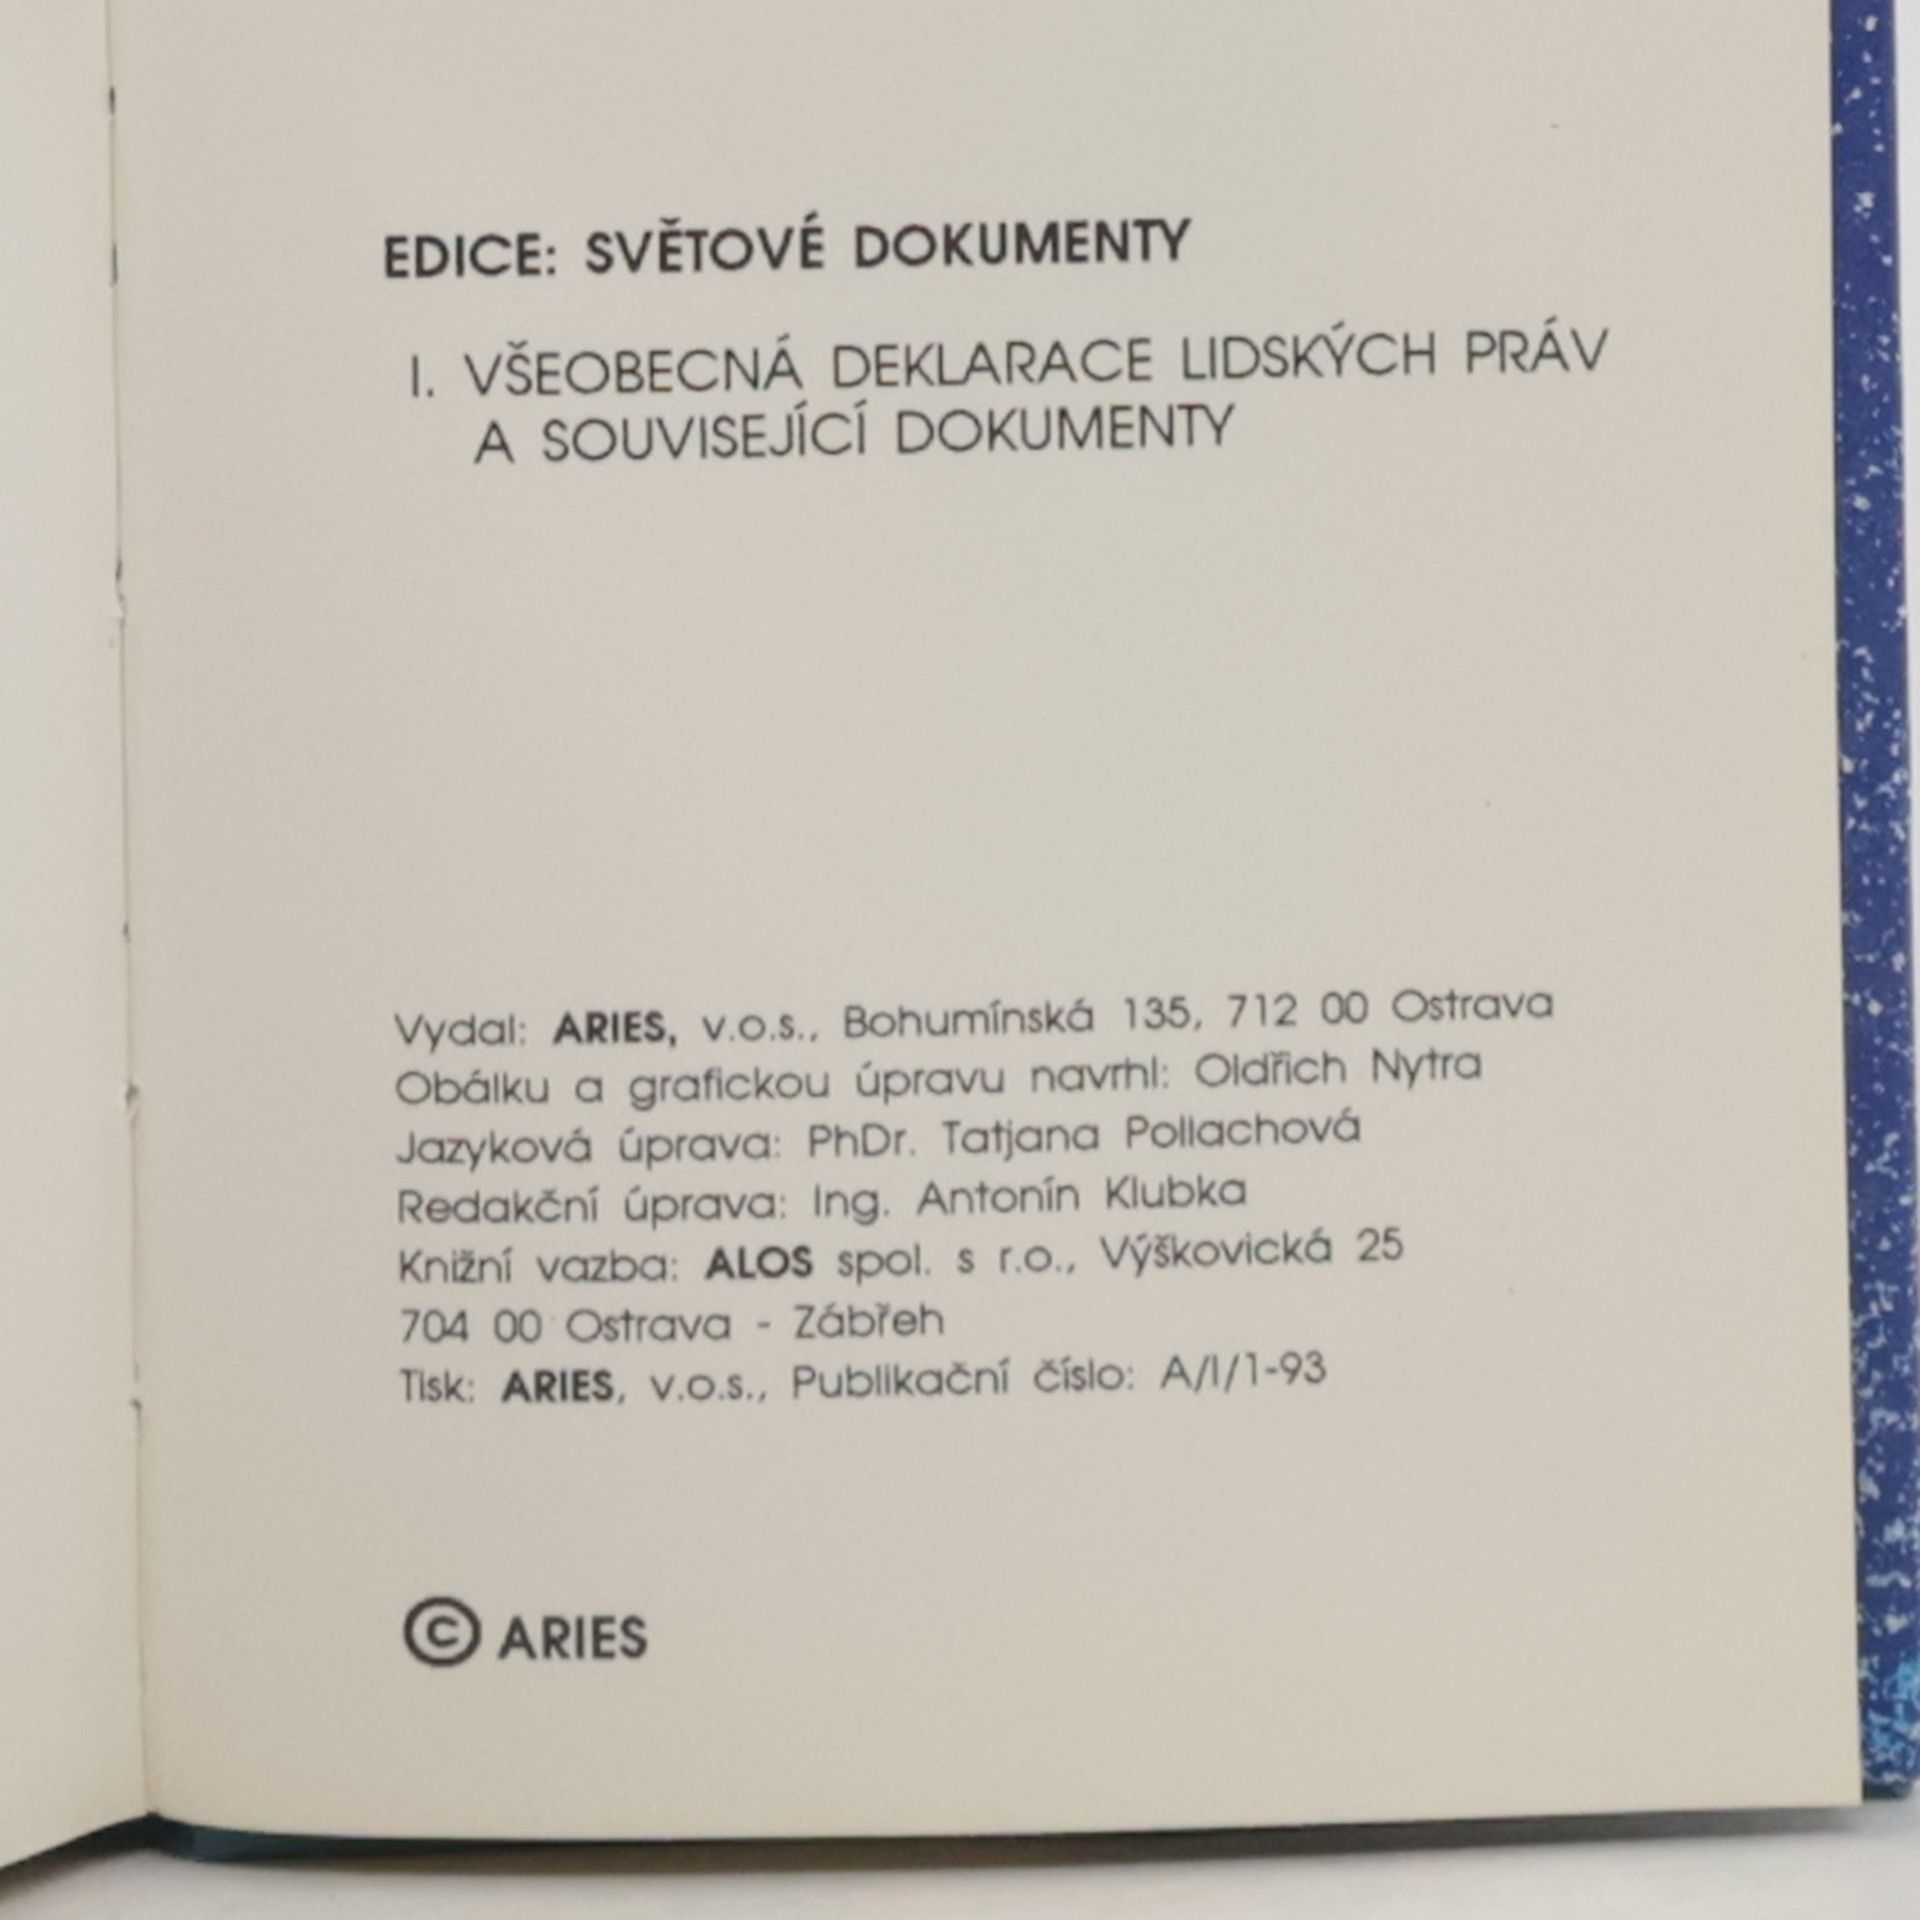 EDICE: SVĚTOVÉ DOKUMENTY
I. VŠEOBECNÁ DEKLARACE LIDSKÝCH PRÁV
A SOUVISEJÍCÍ DOKUMENTY
Vydal: ARIES, v.o.s., Bohumínská 135, 712 00 Ostrava
Obálku a grafickou úpravu navrhl: Oldřich Nytra
Jazyková úprava: PhDr. Tatjana Pollachová
Redakční úprava: Ing. Antonín Klubka
Knižní vazba: ALOS spol. s r.o., Výškovická 25
704 00 Ostrava - Zábřeh
Tisk: ARIES, v.o.s., Publikační číslo: A/I/1-93
© ARIES